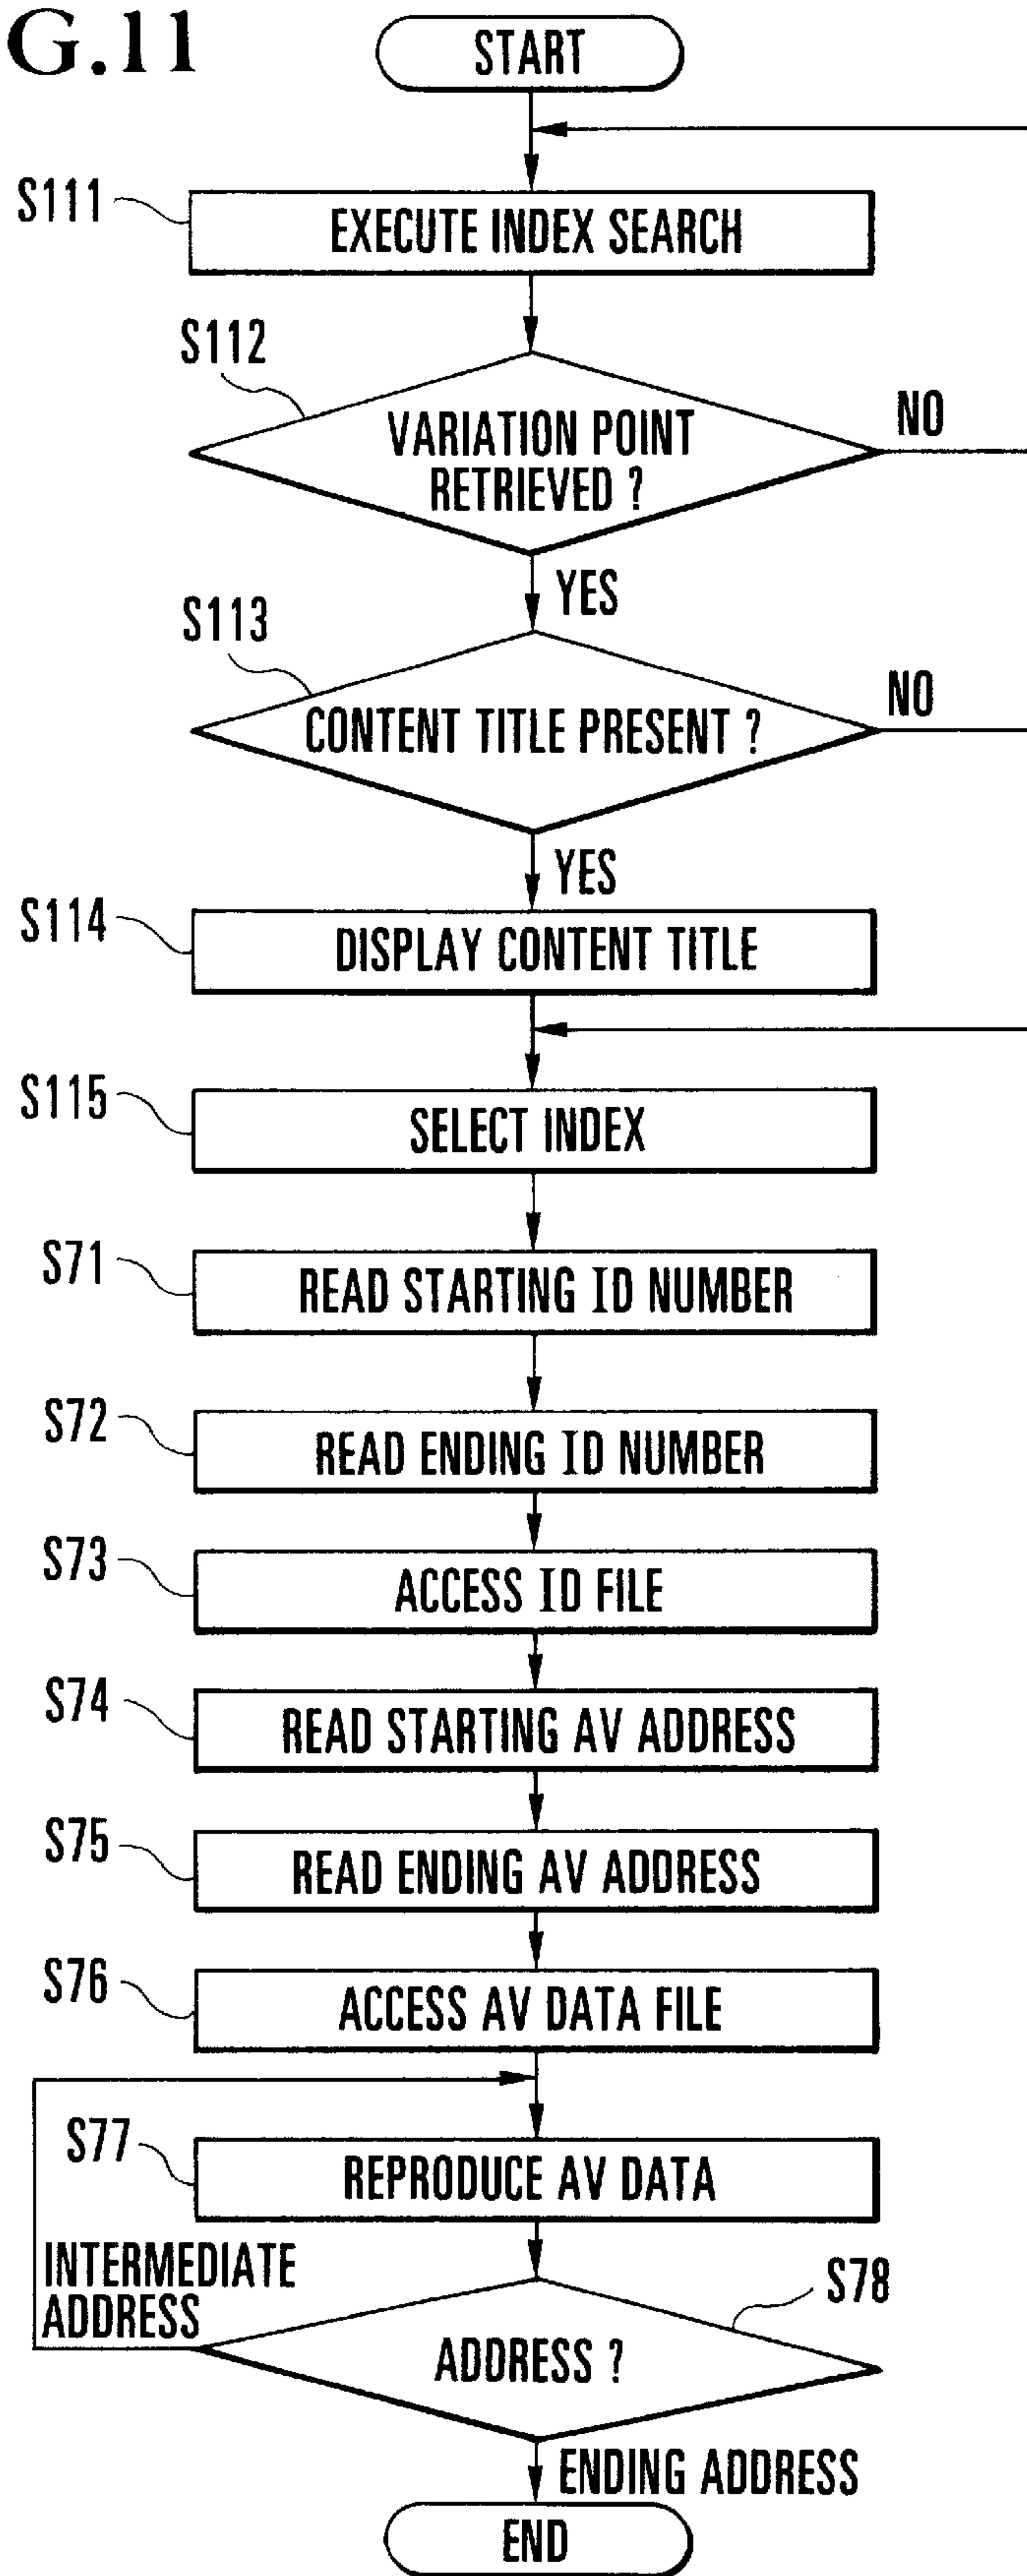 G.11
START
S111
EXECUTE INDEX SEARCH
S112
VARIATION POINT
RETRIEVED ?
NO
YES
S113
CONTENT TITLE PRESENT ?
NO
YES
S114
DISPLAY CONTENT TITLE
S115
SELECT INDEX
S71
READ STARTING ID NUMBER
S72
READ ENDING ID NUMBER
S73
ACCESS ID FILE
S74
READ STARTING AV ADDRESS
S75
READ ENDING AV ADDRESS
S76
ACCESS AV DATA FILE
S77
REPRODUCE AV DATA
INTERMEDIATE
ADDRESS
S78
ADDRESS ?
ENDING ADDRESS
END